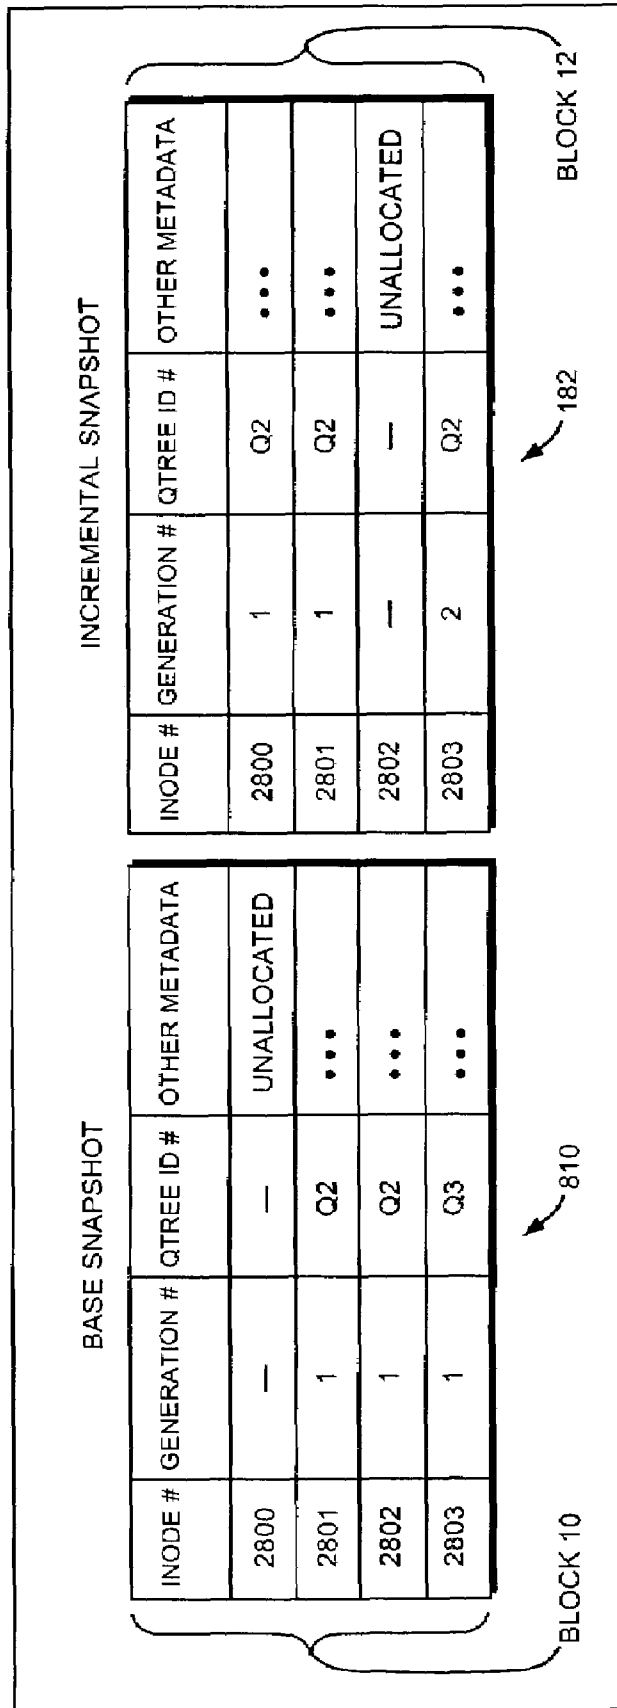 BASE SNAPSHOT
INODE # GENERATION # QTREE ID # OTHER METADATA
2800 — — UNALLOCATED
2801 1 Q2 •••
2802 1 Q2 •••
2803 1 Q3 •••
BLOCK 10
810
INCREMENTAL SNAPSHOT
INODE # GENERATION # QTREE ID # OTHER METADATA
2800 1 Q2 •••
2801 1 Q2 •••
2802 — — UNALLOCATED
2803 2 Q2 •••
182
BLOCK 12